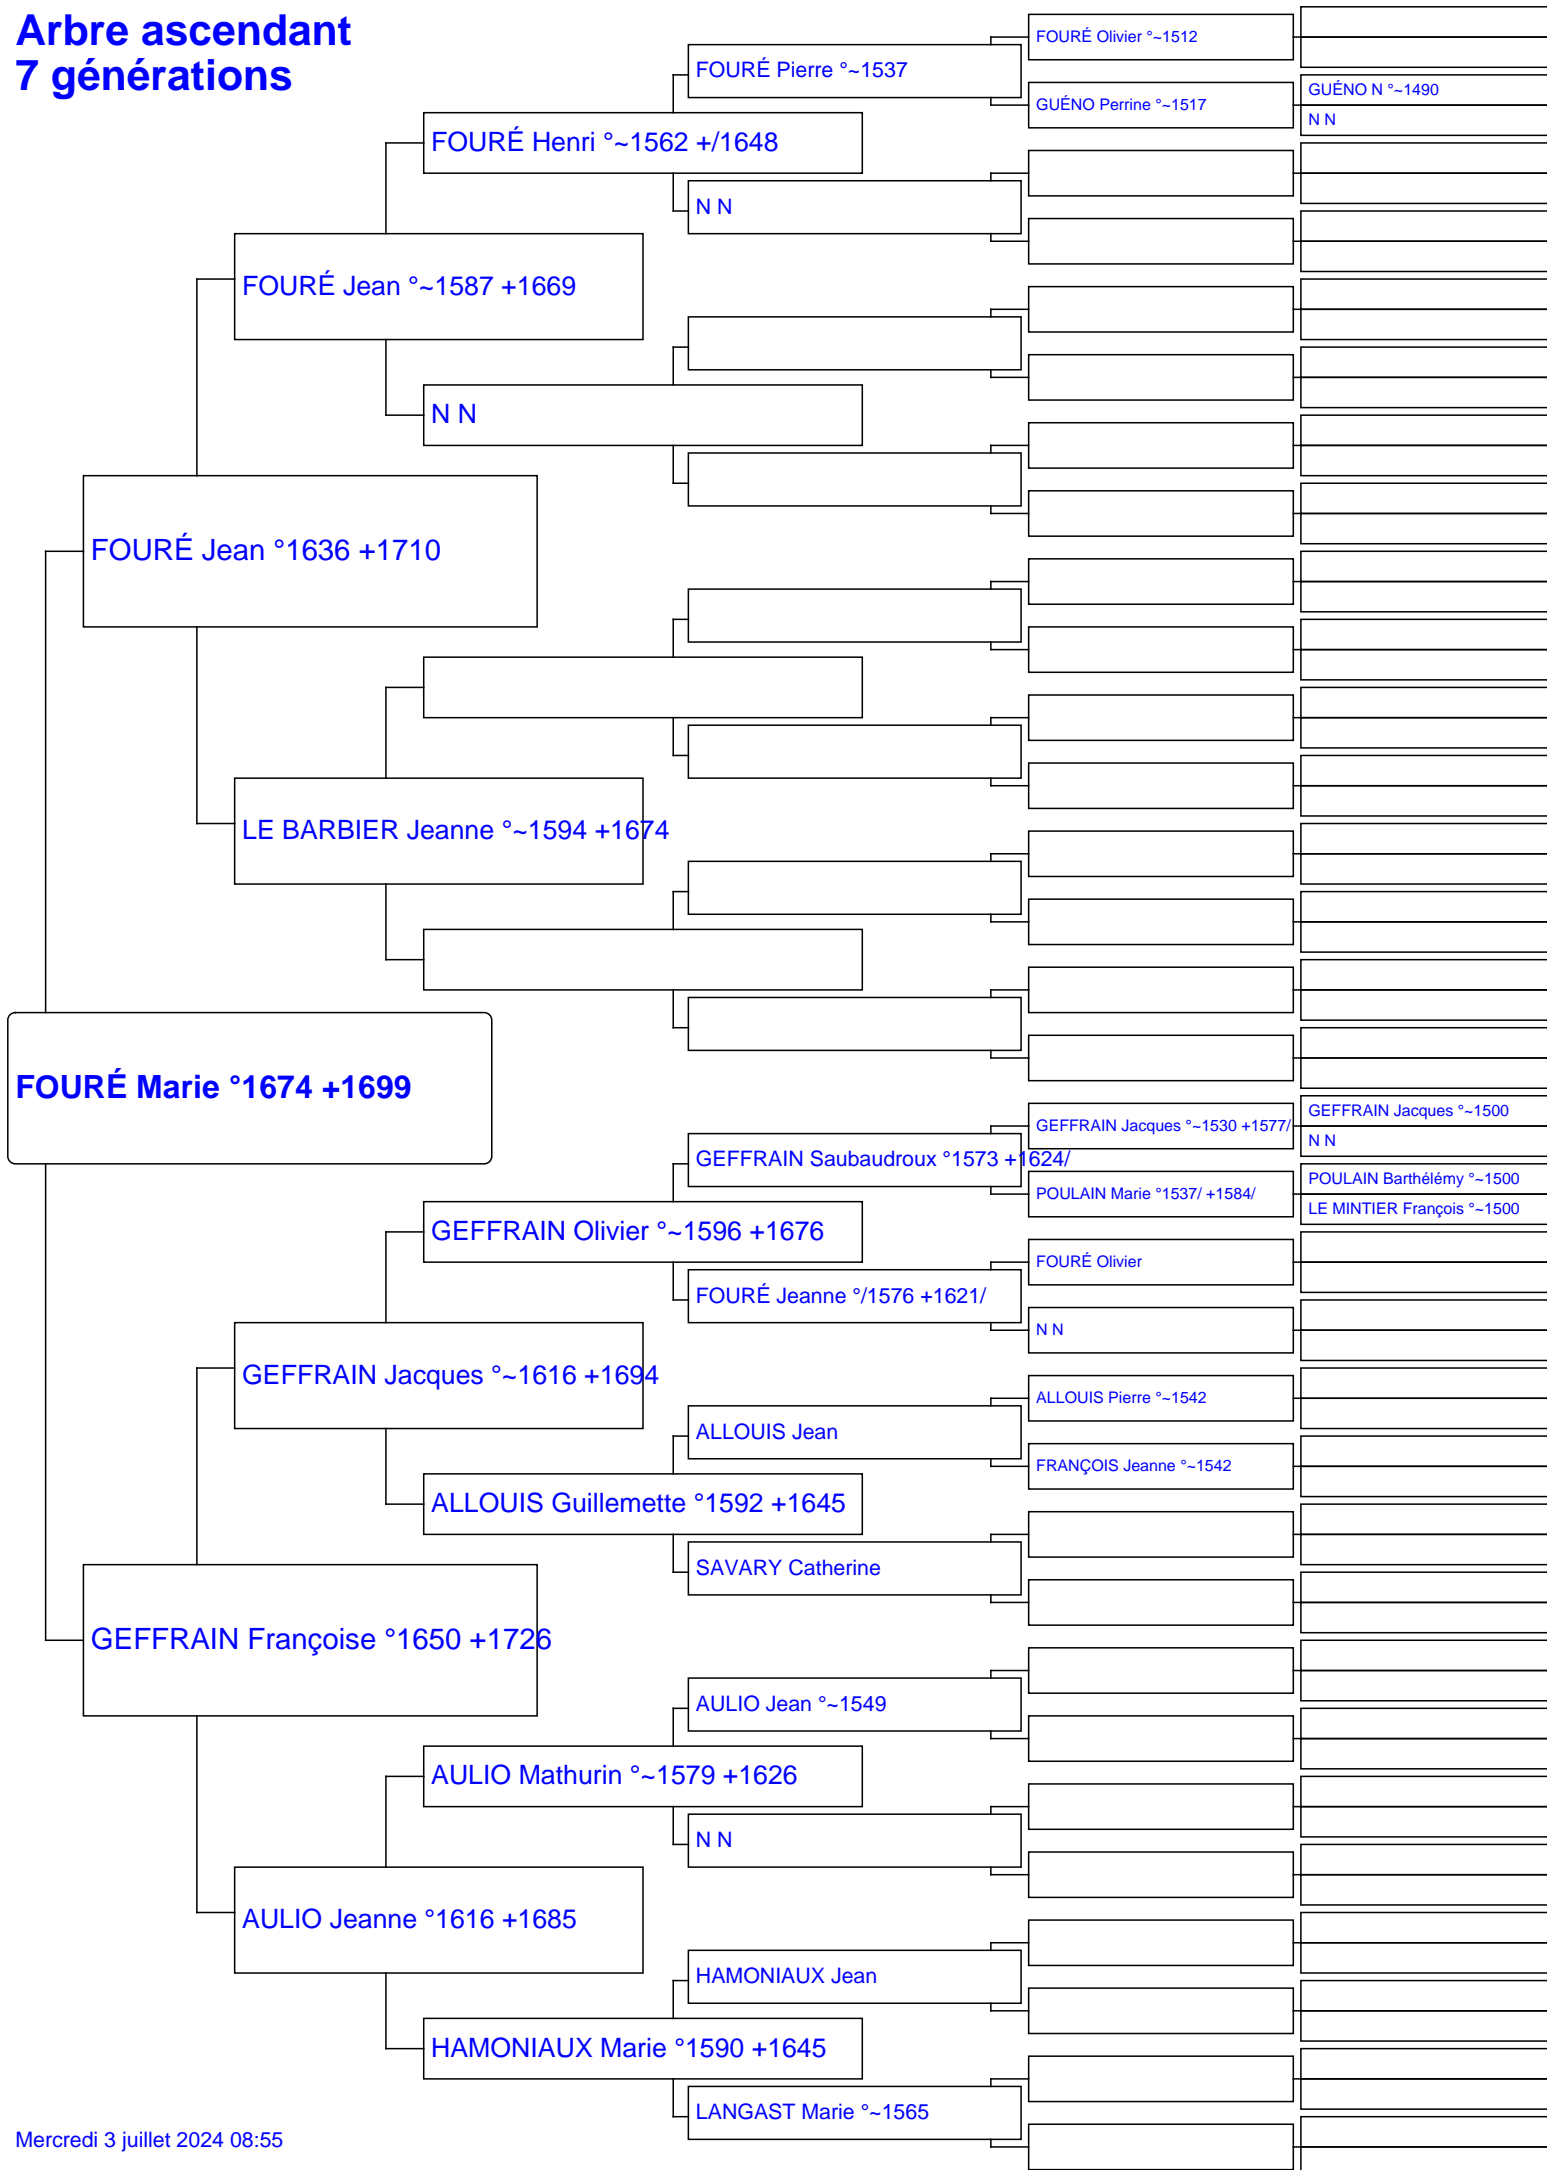 Arbre ascendant
7 générations
FOURÉ Olivier °~1512
FOURÉ Pierre °~1537
GUÉNO N °~1490
GUÉNO Perrine °~1517
N N
FOURÉ Henri °~1562 +/1648
N N
FOURÉ Jean °~1587 +1669
N N
FOURÉ Jean °1636 +1710
LE BARBIER Jeanne °~1594 +1674
FOURÉ Marie °1674 +1699
GEFFRAIN Jacques °~1500
GEFFRAIN Jacques °~1530 +1577/
N N
GEFFRAIN Saubaudroux °1573 +1624/
POULAIN Barthélémy °~1500
POULAIN Marie °1537/ +1584/
LE MINTIER François °~1500
GEFFRAIN Olivier °~1596 +1676
FOURÉ Olivier
FOURÉ Jeanne °/1576 +1621/
N N
GEFFRAIN Jacques °~1616 +1694
ALLOUIS Pierre °~1542
ALLOUIS Jean
FRANÇOIS Jeanne °~1542
ALLOUIS Guillemette °1592 +1645
SAVARY Catherine
GEFFRAIN Françoise °1650 +1726
AULIO Jean °~1549
AULIO Mathurin °~1579 +1626
N N
AULIO Jeanne °1616 +1685
HAMONIAUX Jean
HAMONIAUX Marie °1590 +1645
LANGAST Marie °~1565
Mercredi 3 juillet 2024 08:55